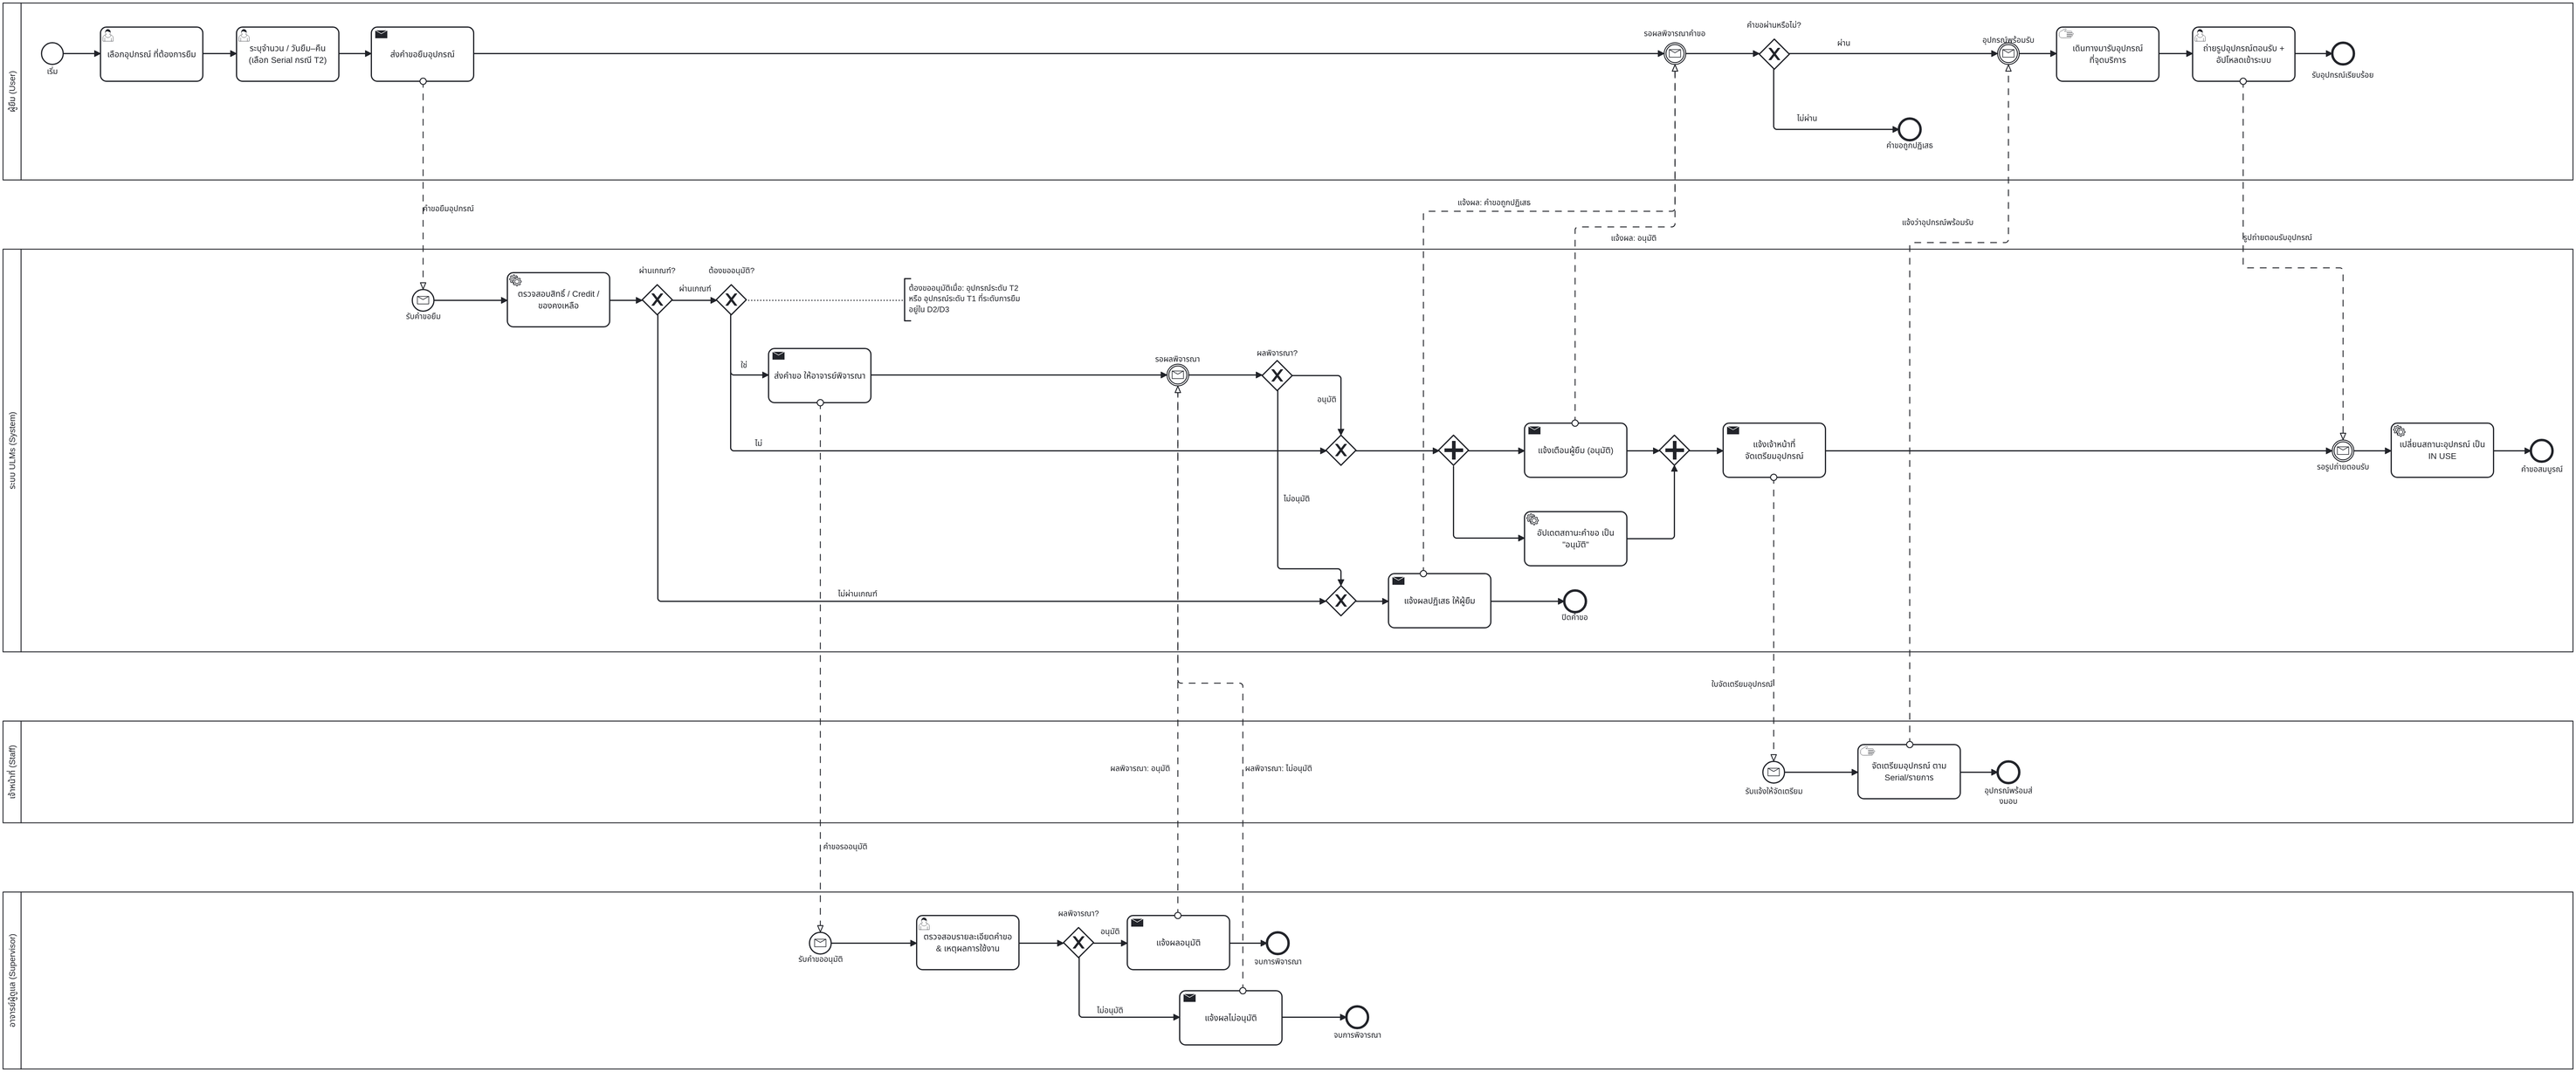 ผู้ยืม (User)
เริ่ม
เลือกอุปกรณ์ ที่ต้องการยืม
ระบุจำนวน / วันยืม–คืน
(เลือก Serial กรณี T2)
ส่งคำขอยืมอุปกรณ์
รอผลพิจารณาคำขอ
คำขอผ่านหรือไม่?
ผ่าน
ไม่ผ่าน
คำขอถูกปฏิเสธ
อุปกรณ์พร้อมรับ
เดินทางมารับอุปกรณ์
ที่จุดบริการ
ถ่ายรูปอุปกรณ์ตอนรับ +
อัปโหลดเข้าระบบ
รับอุปกรณ์เรียบร้อย
คำขอยืมอุปกรณ์
แจ้งผล: คำขอถูกปฏิเสธ
แจ้งผล: อนุมัติ
แจ้งว่าอุปกรณ์พร้อมรับ
รูปถ่ายตอนรับอุปกรณ์
ระบบ ULMs (System)
รับคำขอยืม
ตรวจสอบสิทธิ์ / Credit /
ของคงเหลือ
ผ่านเกณฑ์?
ผ่านเกณฑ์
ต้องขออนุมัติ?
ต้องขออนุมัติเมื่อ: อุปกรณ์ระดับ T2
หรือ อุปกรณ์ระดับ T1 ที่ระดับการยืม
อยู่ใน D2/D3
ใช่
ส่งคำขอ ให้อาจารย์พิจารณา
รอผลพิจารณา
ผลพิจารณา?
อนุมัติ
ไม่
ไม่อนุมัติ
แจ้งเตือนผู้ยืม (อนุมัติ)
อัปเดตสถานะคำขอ เป็น
"อนุมัติ"
แจ้งเจ้าหน้าที่
จัดเตรียมอุปกรณ์
รอรูปถ่ายตอนรับ
เปลี่ยนสถานะอุปกรณ์ เป็น
IN USE
คำขอสมบูรณ์
ไม่ผ่านเกณฑ์
แจ้งผลปฏิเสธ ให้ผู้ยืม
ปิดคำขอ
ใบจัดเตรียมอุปกรณ์
เจ้าหน้าที่ (Staff)
ผลพิจารณา: อนุมัติ
ผลพิจารณา: ไม่อนุมัติ
รับแจ้งให้จัดเตรียม
จัดเตรียมอุปกรณ์ ตาม
Serial/รายการ
อุปกรณ์พร้อมส่
งมอบ
คำขอรออนุมัติ
อาจารย์ผู้ดูแล (Supervisor)
รับคำขออนุมัติ
ตรวจสอบรายละเอียดคำขอ
& เหตุผลการใช้งาน
ผลพิจารณา?
อนุมัติ
แจ้งผลอนุมัติ
จบการพิจารณา
ไม่อนุมัติ
แจ้งผลไม่อนุมัติ
จบการพิจารณา